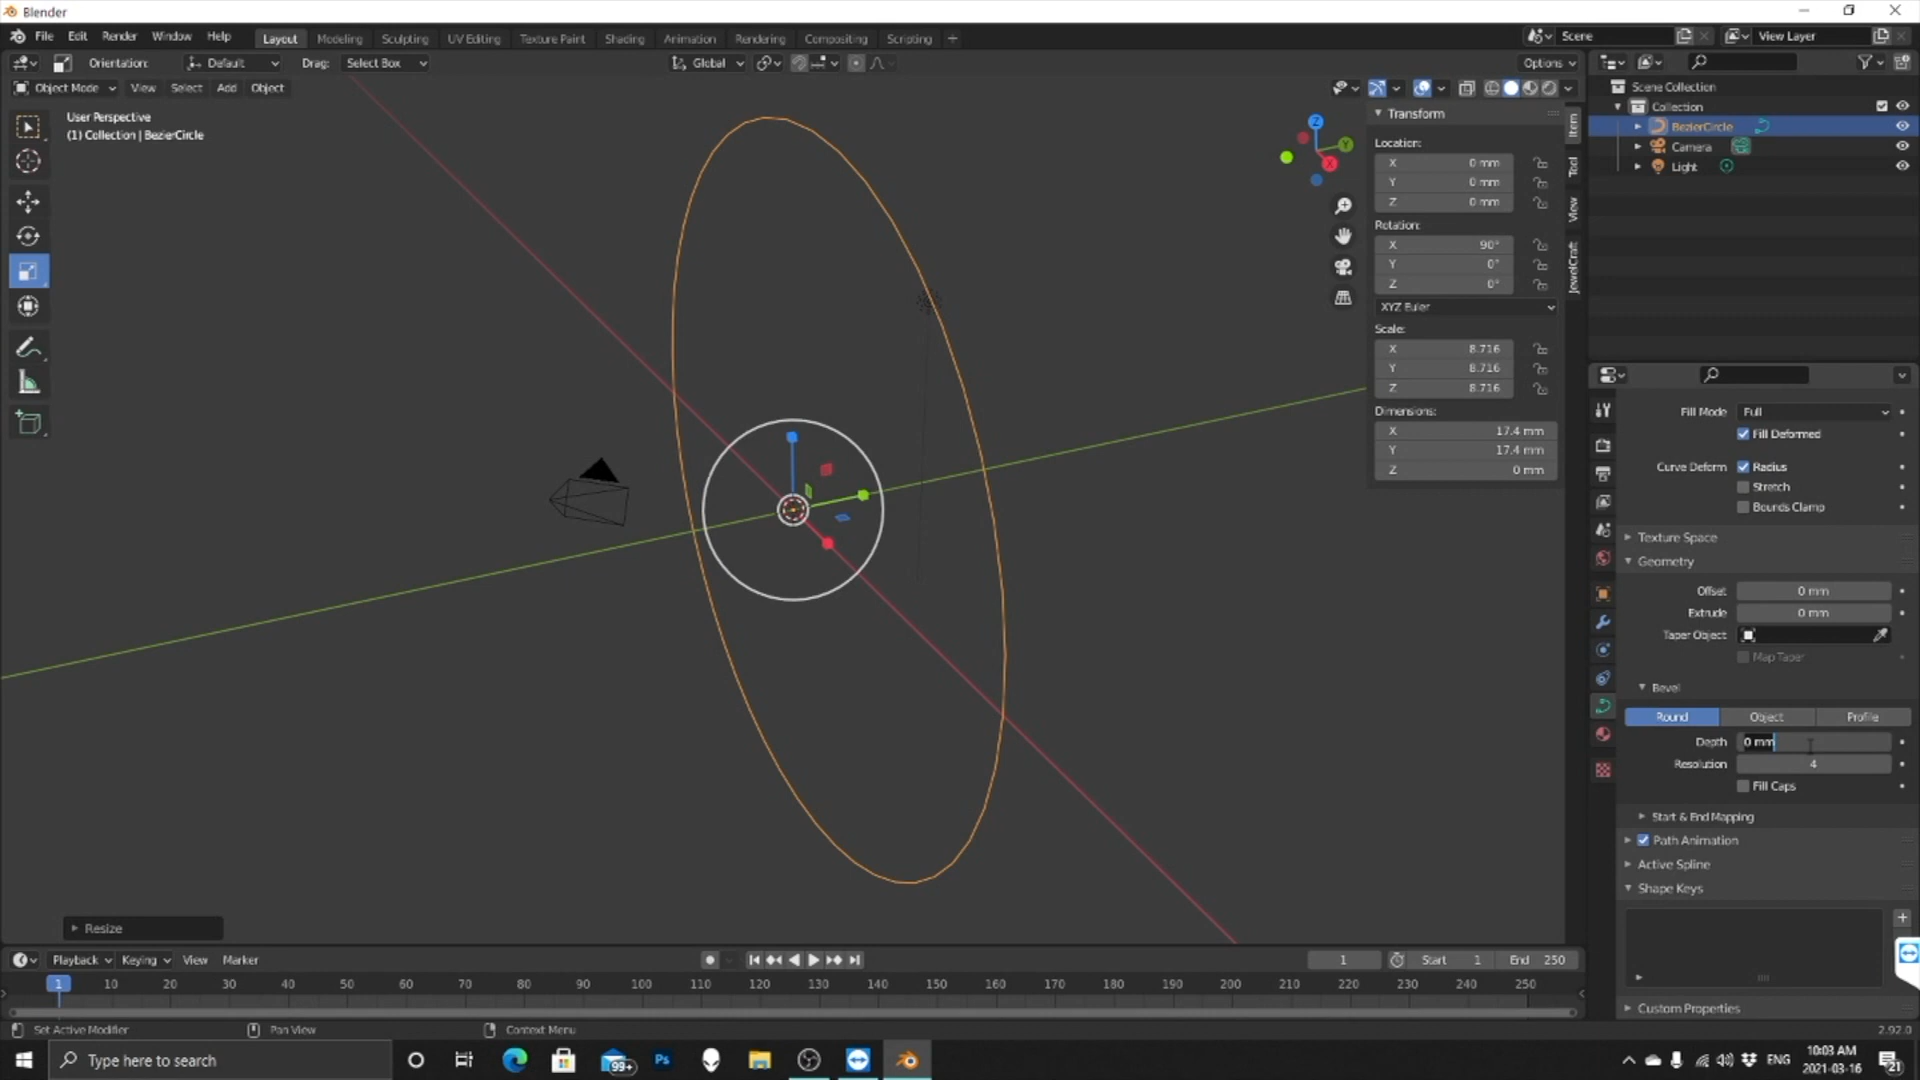 Blender
File Edit Render Window Help Layout Modeling Sculpting UV Editing Texture Paint Shading Animation Rendering Compositing Scripting + Scene View Layer
Orientation: Default Drag: Select Box Global Options
Object Mode View Select Add Object
User Perspective
(1) Collection | BezierCircle
Z
Y
X
Transform
Location:
X 0 mm
Y 0 mm
Z 0 mm
Rotation:
X 90°
Y 0°
Z 0°
XYZ Euler
Scale:
X 8.716
Y 8.716
Z 8.716
Dimensions:
X 17.4 mm
Y 17.4 mm
Z 0 mm
Item
Tool
View
JewelCraft
Scene Collection
Collection
BezierCircle
Camera
Light
Fill Mode Full
Fill Deformed
Curve Deform Radius
Stretch
Bounds Clamp
Texture Space
Geometry
Offset 0 mm
Extrude 0 mm
Taper Object
Map Taper
Bevel
Round Object Profile
Depth 0 mm
Resolution 4
Fill Caps
Start & End Mapping
Path Animation
Active Spline
Shape Keys
Custom Properties
Resize
Playback Keying View Marker 1 Start 1 End 250
1 10 20 30 40 50 60 70 80 90 100 110 120 130 140 150 160 170 180 190 200 210 220 230 240 250
Set Active Modifier Pan View Context Menu 2.92.0
Type here to search 99+ Ps ENG 10:03 AM
2021-03-16
21